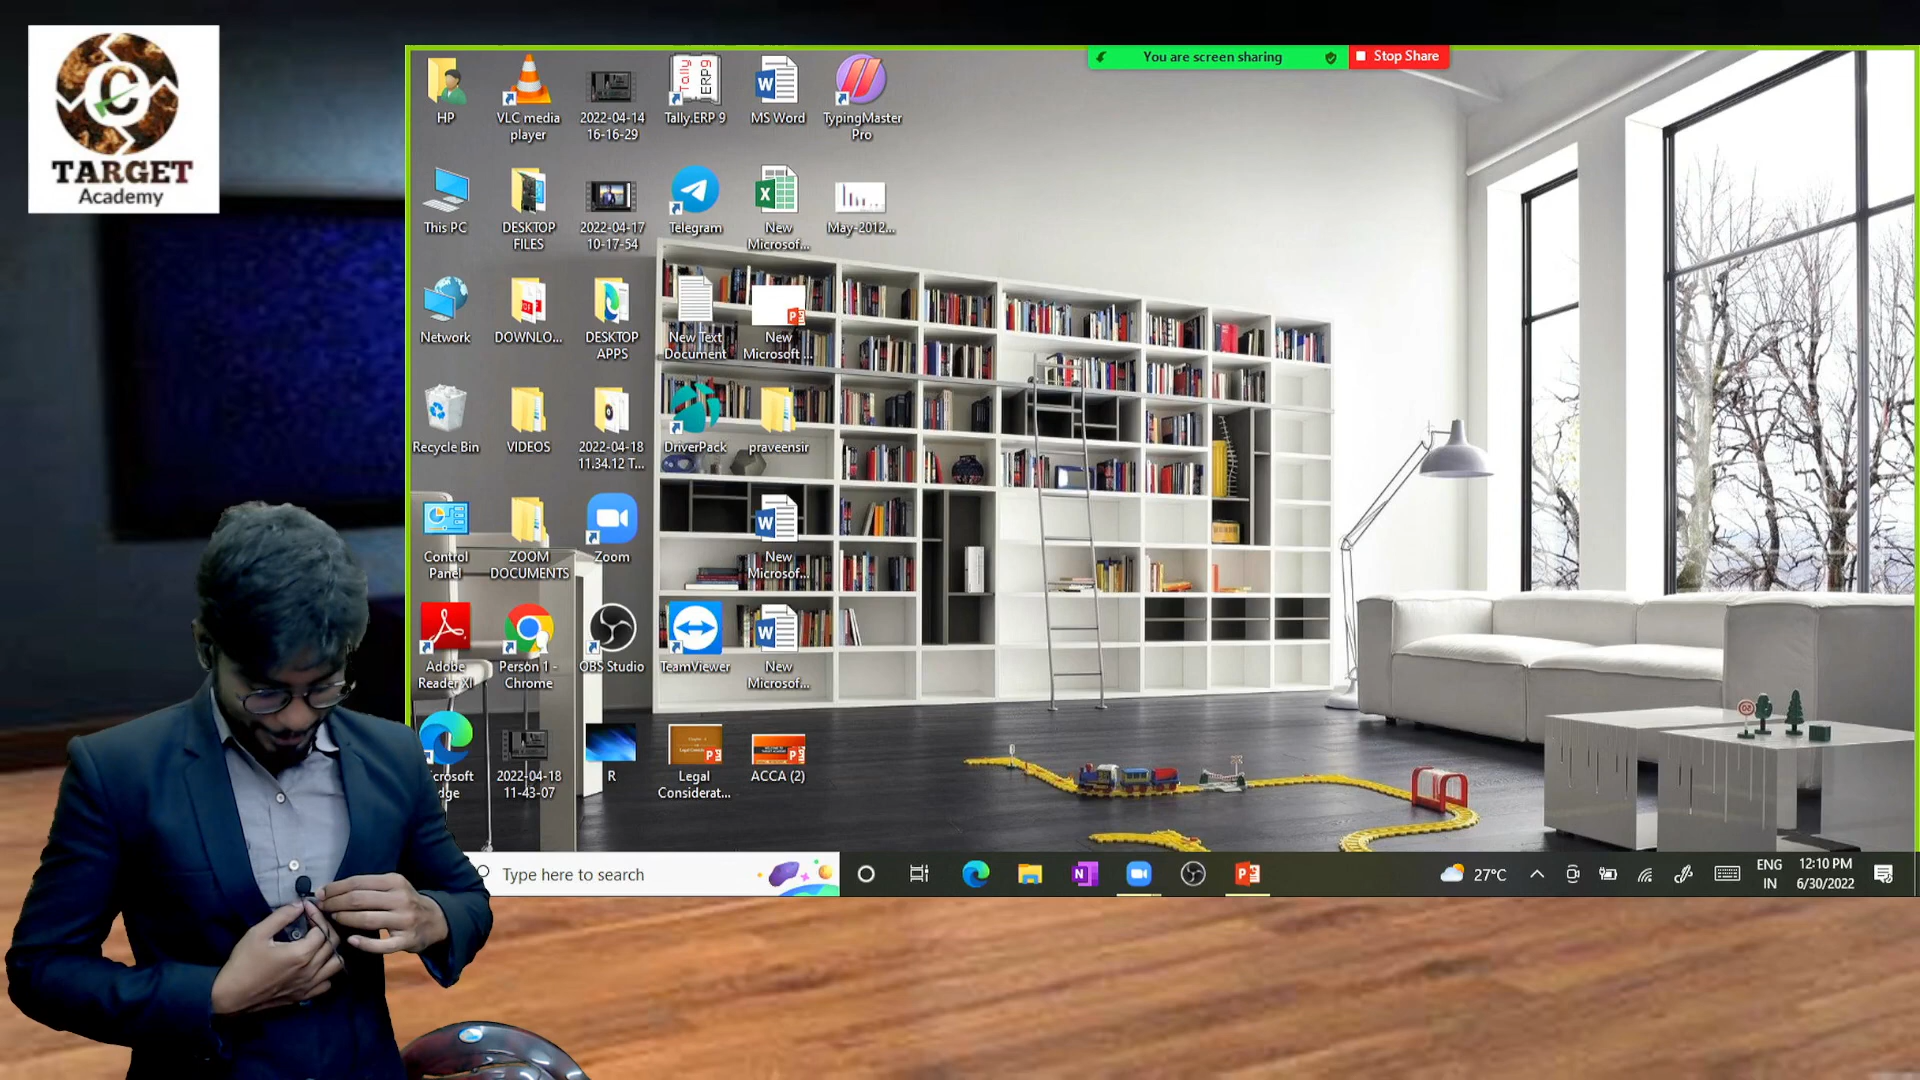 C
TARGET
Academy
You are screen sharing
Stop Share
HP
VLC media
player
2022-04-14
16-16-29
Tally
ERP9
Tally.ERP 9
MS Word
TypingMaster
Pro
This PC
DESKTOP
FILES
2022-04-17
10-17-54
Telegram
New
Microsof...
May-2012...
Network
DOWNLO...
DESKTOP
APPS
New Text
Document
New
Microsoft ...
Recycle Bin
VIDEOS
2022-04-18
11.34.12 T...
DriverPack
praveensir
Control
Panel
ZOOM
DOCUMENTS
Zoom
New
Microsof...
Adobe
Reader XI
Person 1 -
Chrome
OBS Studio
TeamViewer
New
Microsof...
crosoft
dge
2022-04-18
11-43-07
R
Legal
Considerat...
ACCA (2)
Type here to search
27°C
ENG
IN
12:10 PM
6/30/2022